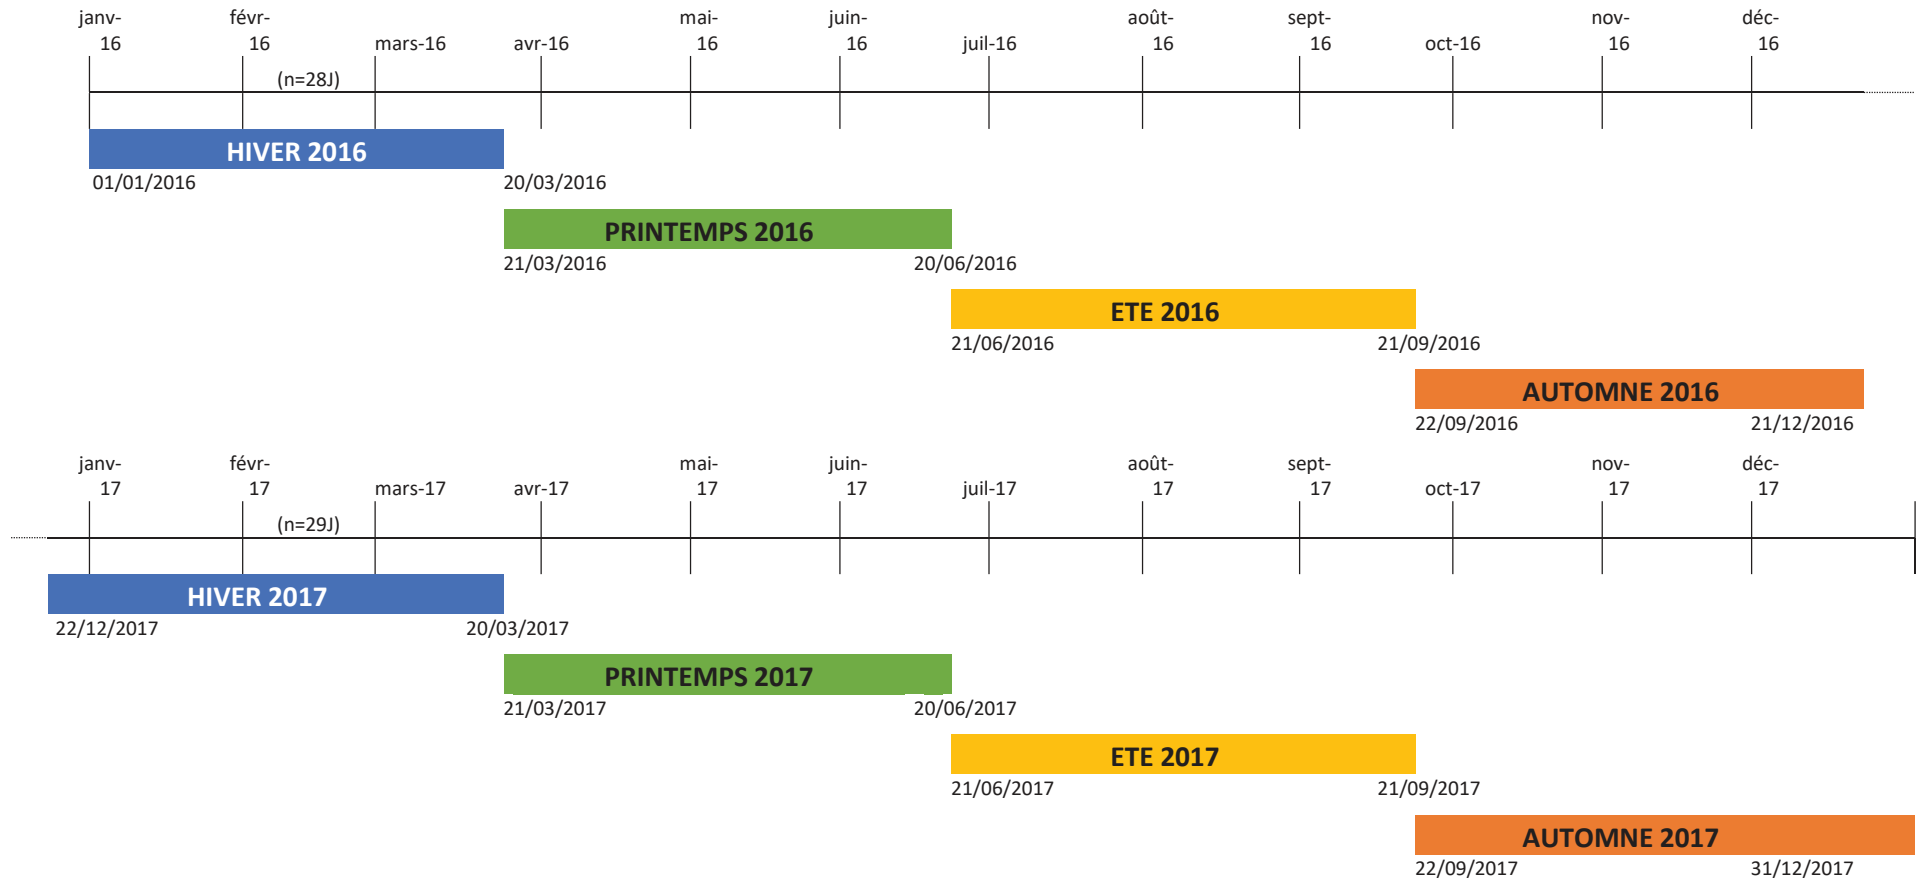 janv-
16
févr-
16
mars-16
avr-16
mai-
16
juin-
16
juil-16
août-
16
sept-
16
oct-16
nov-
16
déc-
16
(n=28J)
HIVER 2016
01/01/2016
20/03/2016
PRINTEMPS 2016
21/03/2016
20/06/2016
ETE 2016
21/06/2016
21/09/2016
AUTOMNE 2016
22/09/2016
21/12/2016
janv-
17
févr-
17
mars-17
avr-17
mai-
17
juin-
17
juil-17
août-
17
sept-
17
oct-17
nov-
17
déc-
17
(n=29J)
HIVER 2017
22/12/2017
20/03/2017
PRINTEMPS 2017
21/03/2017
20/06/2017
ETE 2017
21/06/2017
21/09/2017
AUTOMNE 2017
22/09/2017
31/12/2017